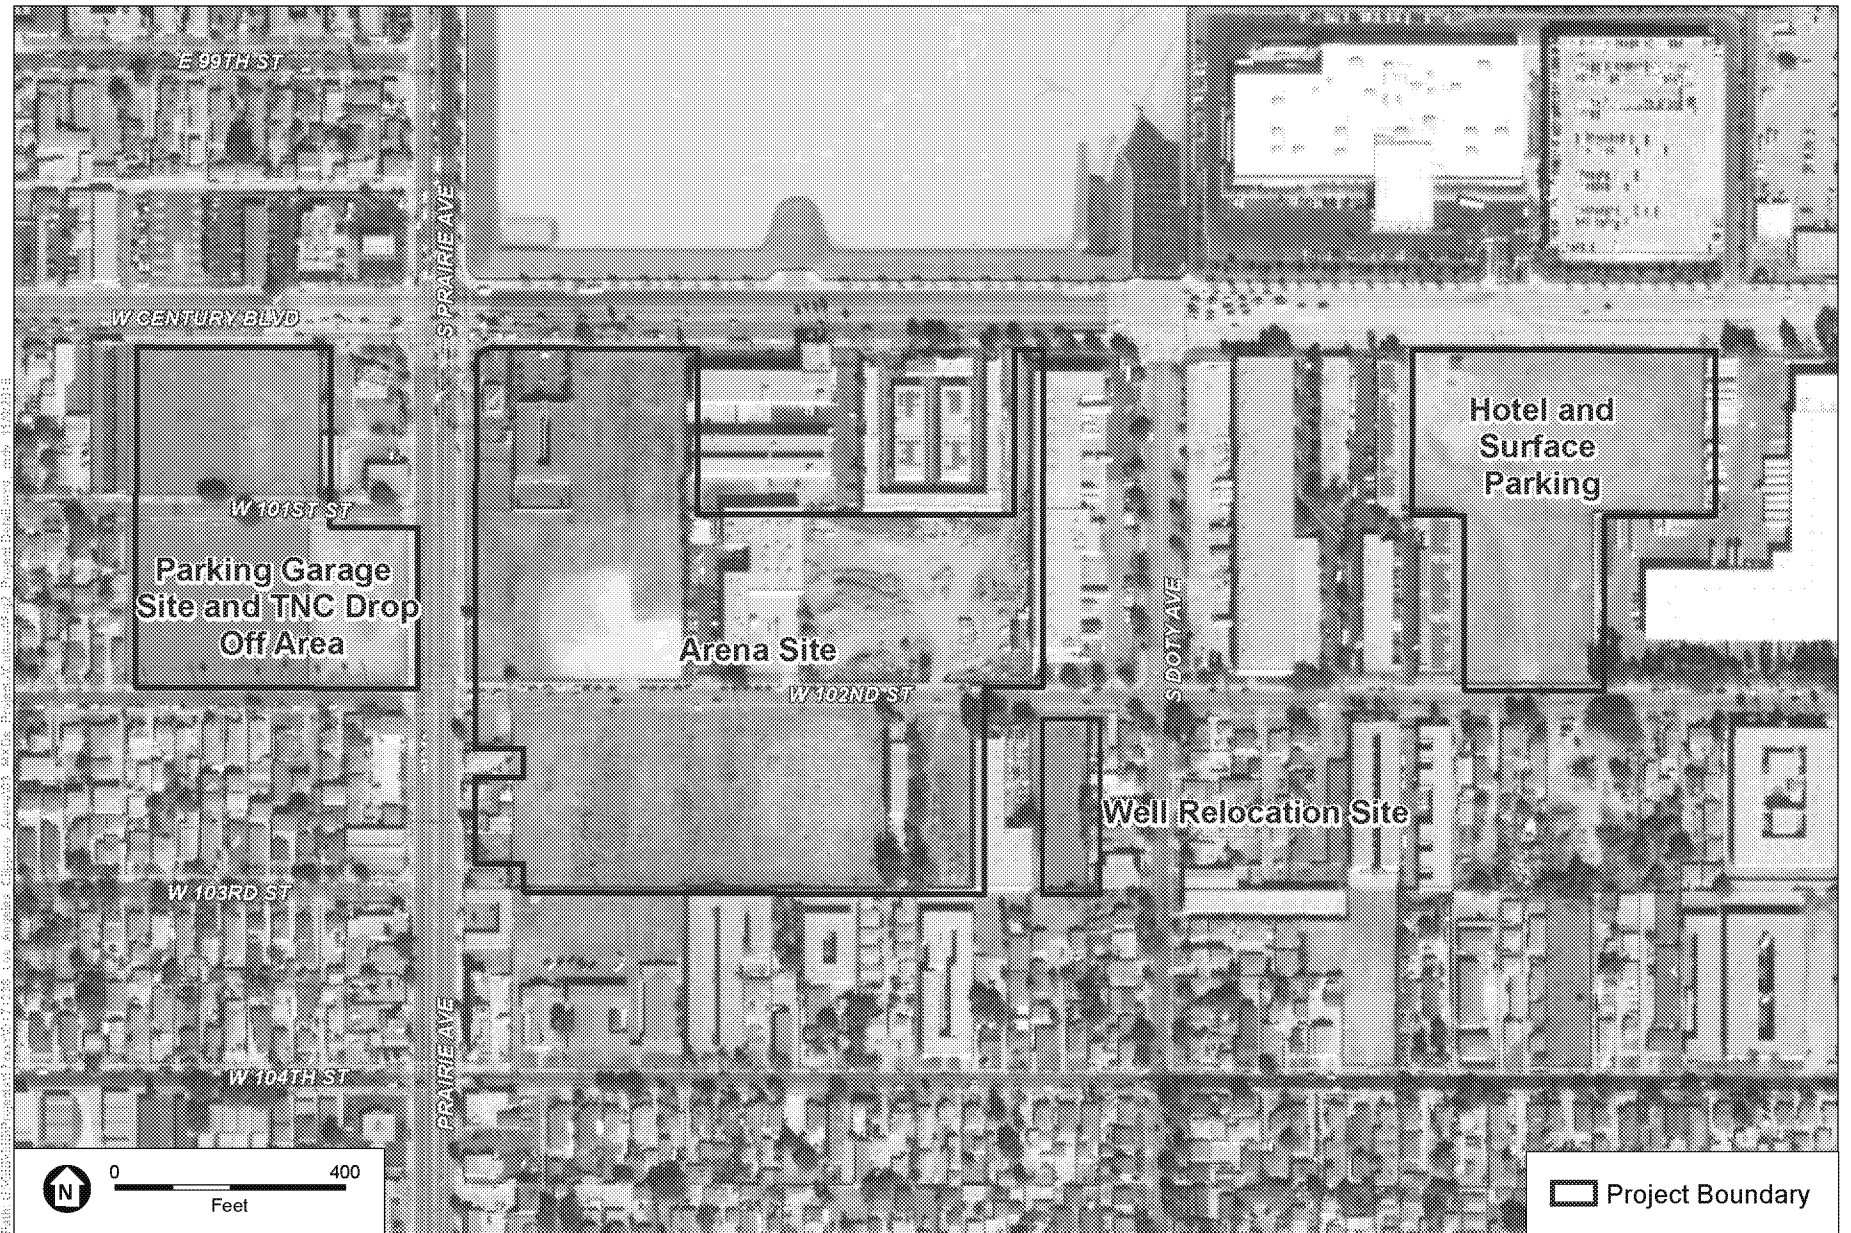 E 99TH ST
S PRAIRIE AVE
W CENTURY BLVD
Hotel and
Surface
Parking
W 101ST ST
Parking Garage
Site and TNC Drop
Off Area
S DOTY AVE
Arena Site
W 102ND ST
Well Relocation Site
W 103RD ST
PRAIRIE AVE
W 104TH ST
N
0 400
Feet
Project Boundary